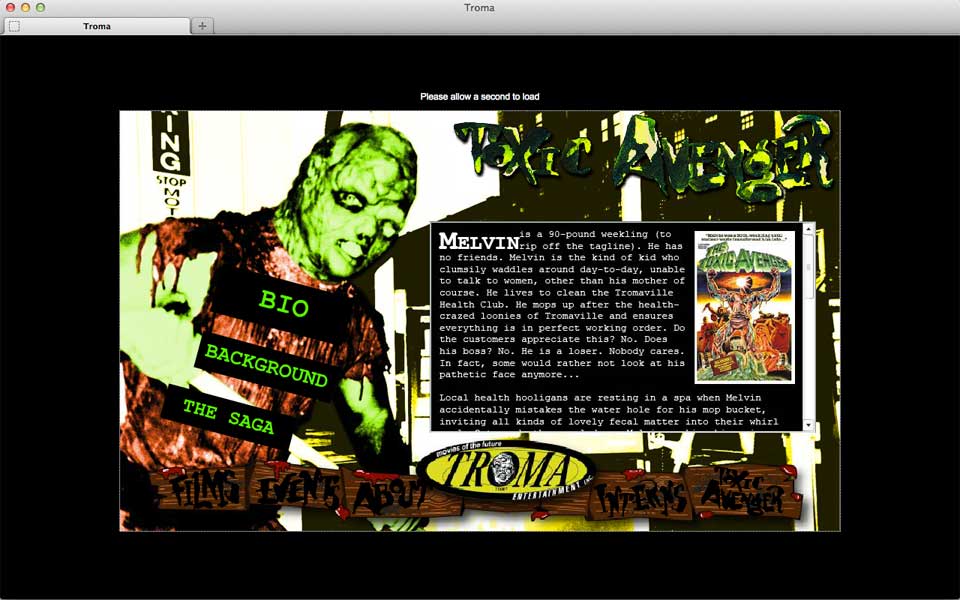 Troma
Troma
Please allow a second to load
ING
STOP
MOT
TOXIC AVENGER
MELVIN is a 90-pound weekling (to
rip off the tagline). He has
no friends. Melvin is the kind of kid who
clumsily waddles around day-to-day, unable
to talk to women, other than his mother of
course. He lives to clean the Tromaville
Health Club. He mops up after the health-
crazed loonies of Tromaville and ensures
everything is in perfect working order. Do
the customers appreciate this? No. Does
his boss? No. He is a loser. Nobody cares.
In fact, some would rather not look at his
pathetic face anymore...
Local health hooligans are resting in a spa when Melvin
accidentally mistakes the water hole for his mop bucket,
inviting all kinds of lovely fecal matter into their whirl
THE
TOXIC AVENGER
BIO
BACKGROUND
THE SAGA
movies of the future
TROMA
ENTERTAINMENT, INC.
FILMS
EVENTS
ABOUT
INTERNS
TOXIC
AVENGER